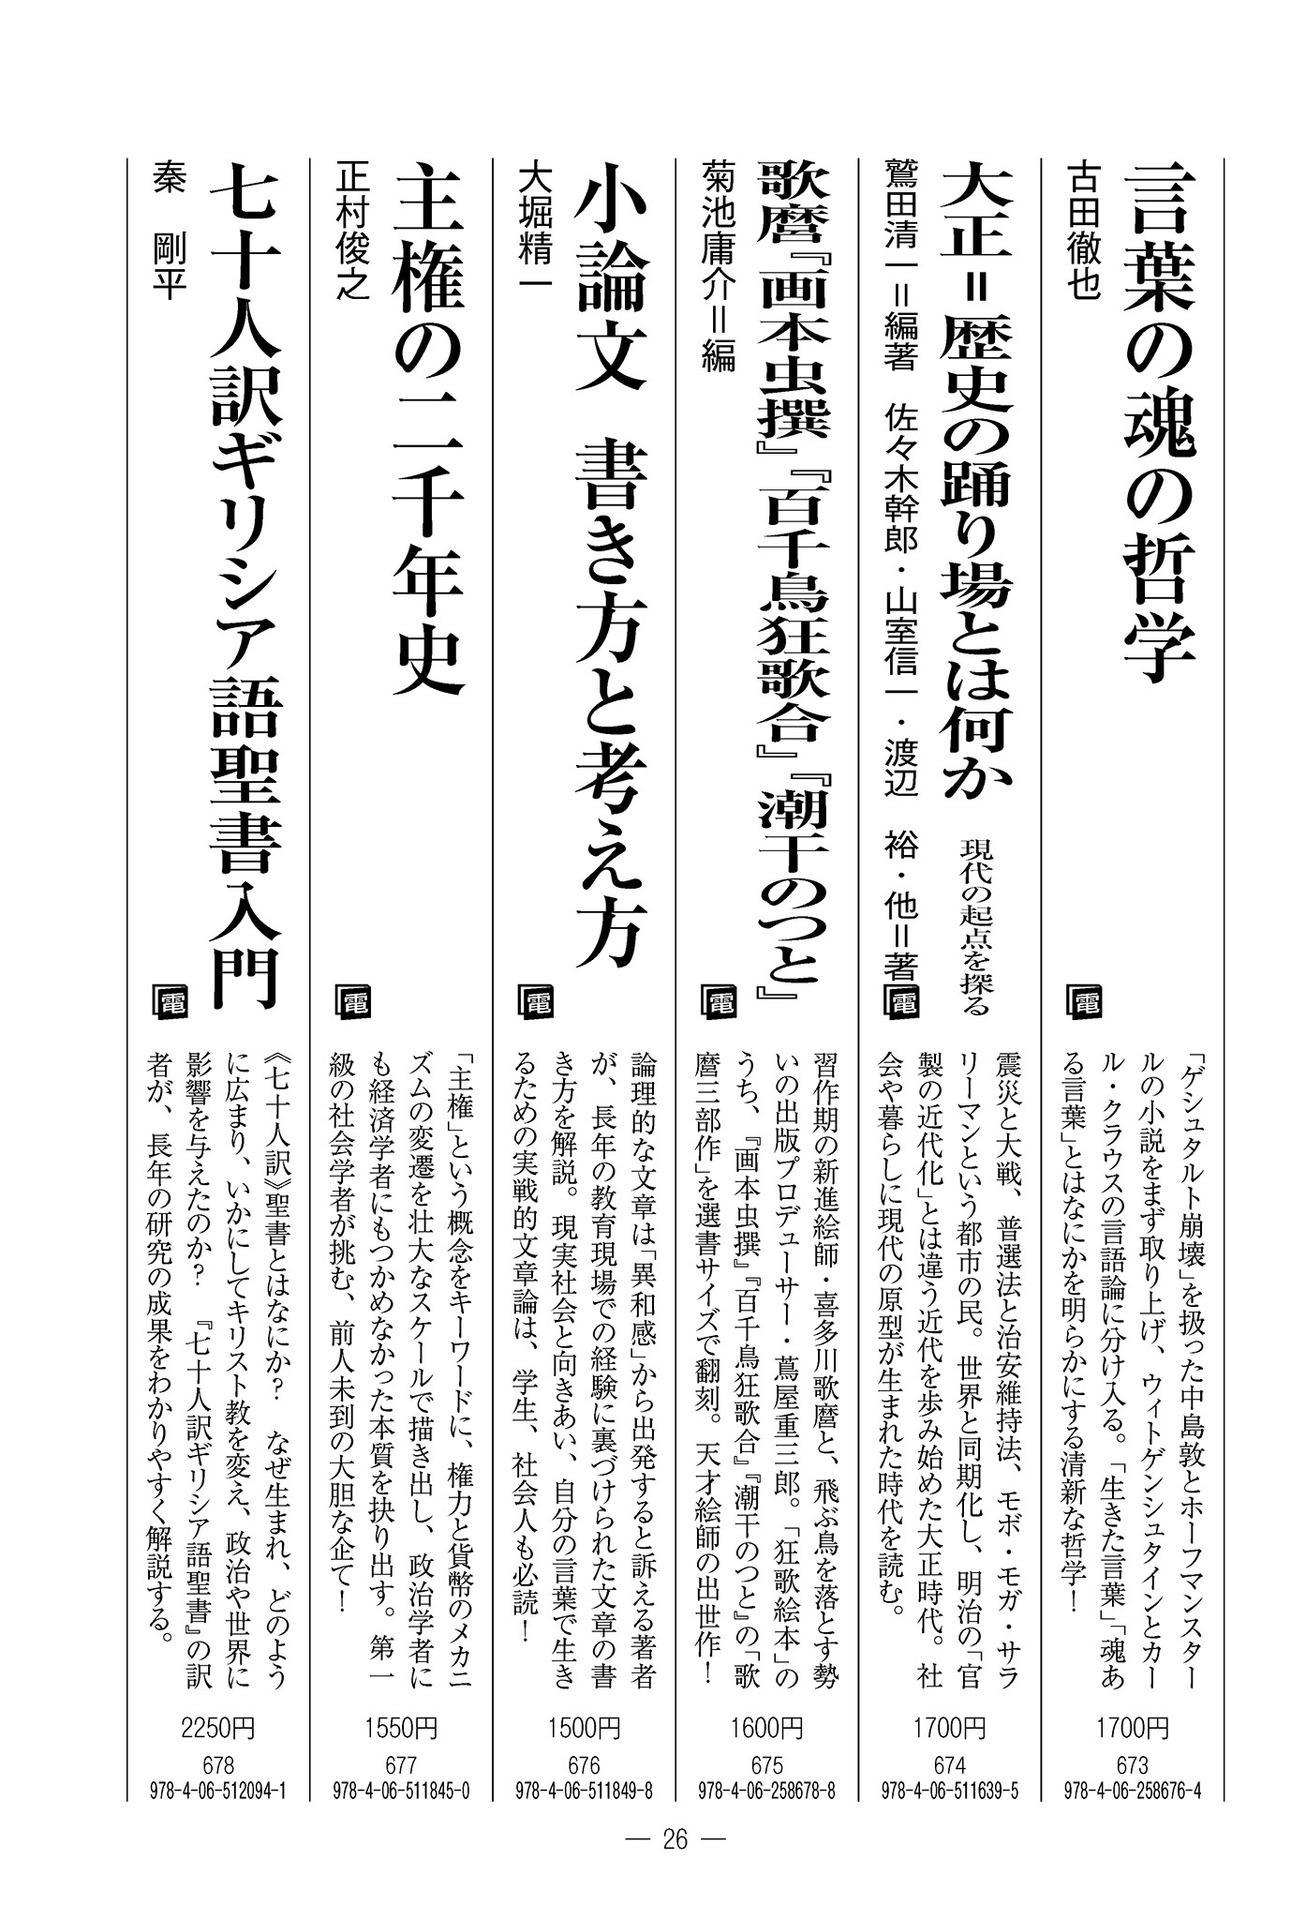 言葉の魂の哲学
古田徹也
電
「ゲシュタルト崩壊」を扱った中島敦とホーフマンスター
ルの小説をまず取り上げ、ウィトゲンシュタインとカー
ル・クラウスの言語論に分け入る。「生きた言葉」「魂あ
る言葉」とはなにかを明らかにする清新な哲学!
1700円
673
978-4-06-258676-4
大正=歴史の踊り場とは何か 現代の起点を探る
鷲田清一=編著 佐々木幹郎・山室信一・渡辺 裕・他=著
電
震災と大戦、普選法と治安維持法、モボ・モガ・サラ
リーマンという都市の民。世界と同期化し、明治の「官
製の近代化」とは違う近代を歩み始めた大正時代。社
会や暮らしに現代の原型が生まれた時代を読む。
1700円
674
978-4-06-511639-5
歌麿『画本虫撰』『百千鳥狂歌合』『潮干のつと』
菊池庸介=編
電
習作期の新進絵師・喜多川歌麿と、飛ぶ鳥を落とす勢
いの出版プロデューサー・蔦屋重三郎。「狂歌絵本」の
うち、『画本虫撰』『百千鳥狂歌合』『潮干のつと』の「歌
麿三部作」を選書サイズで翻刻。天才絵師の出世作!
1600円
675
978-4-06-258678-8
小論文 書き方と考え方
大堀精一
電
論理的な文章は「異和感」から出発すると訴える著者
が、長年の教育現場での経験に裏づけられた文章の書
き方を解説。現実社会と向きあい、自分の言葉で生き
るための実戦的文章論は、学生、社会人も必読!
1500円
676
978-4-06-511849-8
主権の二千年史
正村俊之
電
「主権」という概念をキーワードに、権力と貨幣のメカニ
ズムの変遷を壮大なスケールで描き出し、政治学者に
も経済学者にもつかめなかった本質を抉り出す。第一
級の社会学者が挑む、前人未到の大胆な企て!
1550円
677
978-4-06-511845-0
七十人訳ギリシア語聖書入門
秦 剛平
電
《七十人訳》聖書とはなにか? なぜ生まれ、どのよう
に広まり、いかにしてキリスト教を変え、政治や世界に
影響を与えたのか? 『七十人訳ギリシア語聖書』の訳
者が、長年の研究の成果をわかりやすく解説する。
2250円
678
978-4-06-512094-1
— 26 —